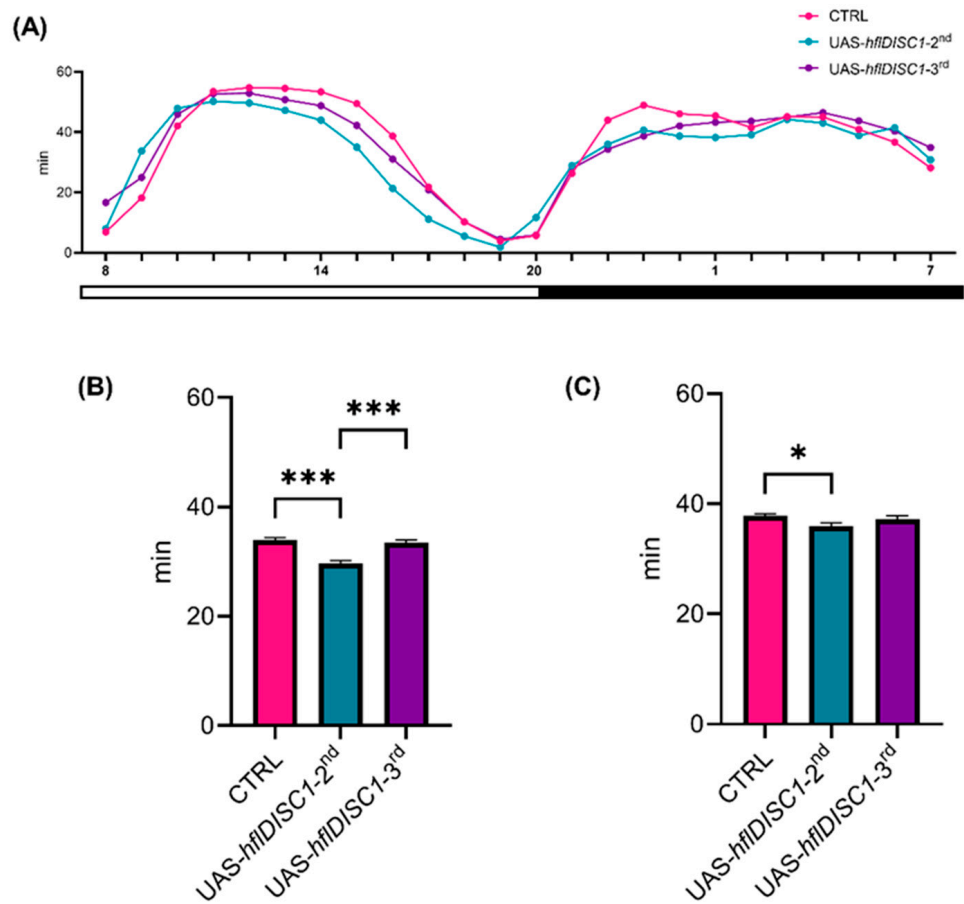 (A)
CTRL
UAS-hflDISC1-2nd
UAS-hflDISC1-3rd
60
40
20
0
min
8
14
20
1
7
(B)
60
40
20
0
min
***
***
CTRL
UAS-hflDISC1-2nd
UAS-hflDISC1-3rd
(C)
60
40
20
0
min
*
CTRL
UAS-hflDISC1-2nd
UAS-hflDISC1-3rd